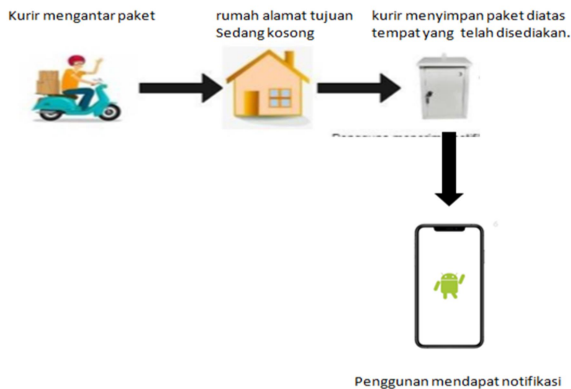 Kurir mengantar paket
rumah alamat tujuan
Sedang kosong
kurir menyimpan paket diatas
tempat yang telah disediakan.
Penggunan mendapat notifikasi